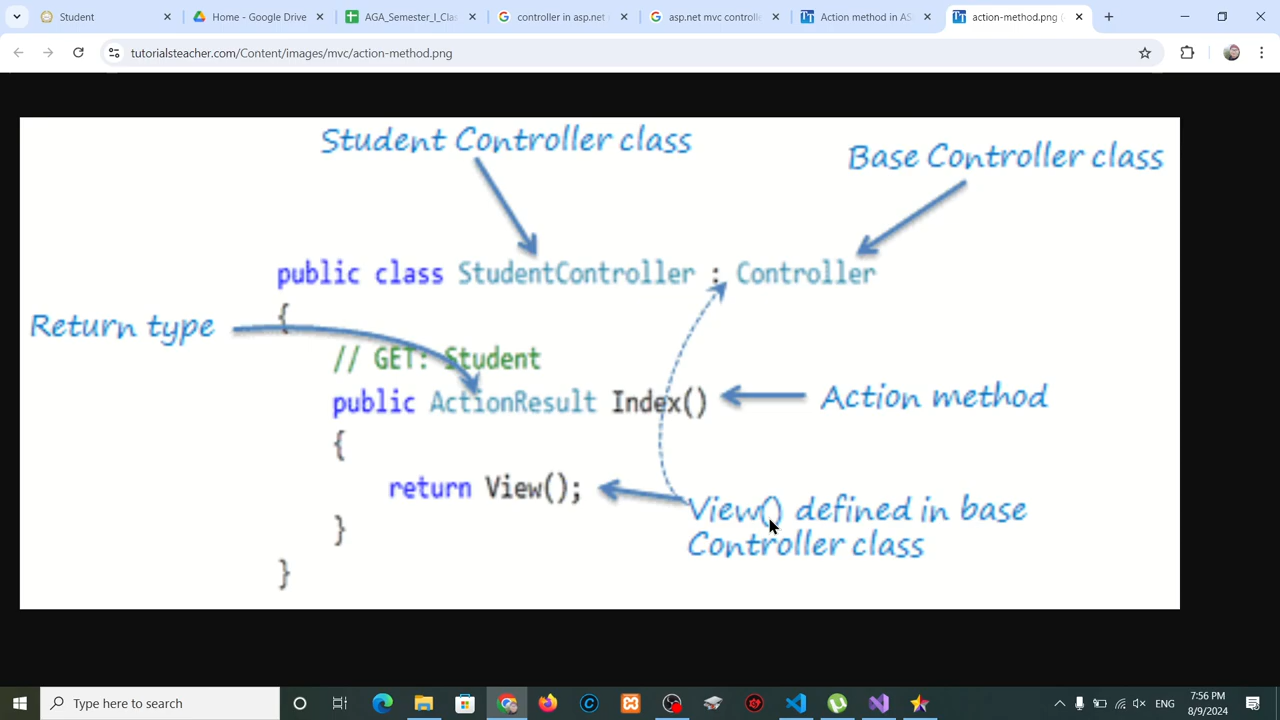 Student
Home - Google Drive
AGA_Semester_I_Clas
controller in asp.net
asp.net mvc controlle
Action method in AS
action-method.png (
tutorialsteacher.com/Content/images/mvc/action-method.png
Student Controller class
Base Controller class
public class StudentController : Controller
{
Return type
// GET: Student
public ActionResult Index()
Action method
{
return View();
View() defined in base
Controller class
}
}
Type here to search
ENG
7:56 PM
8/9/2024